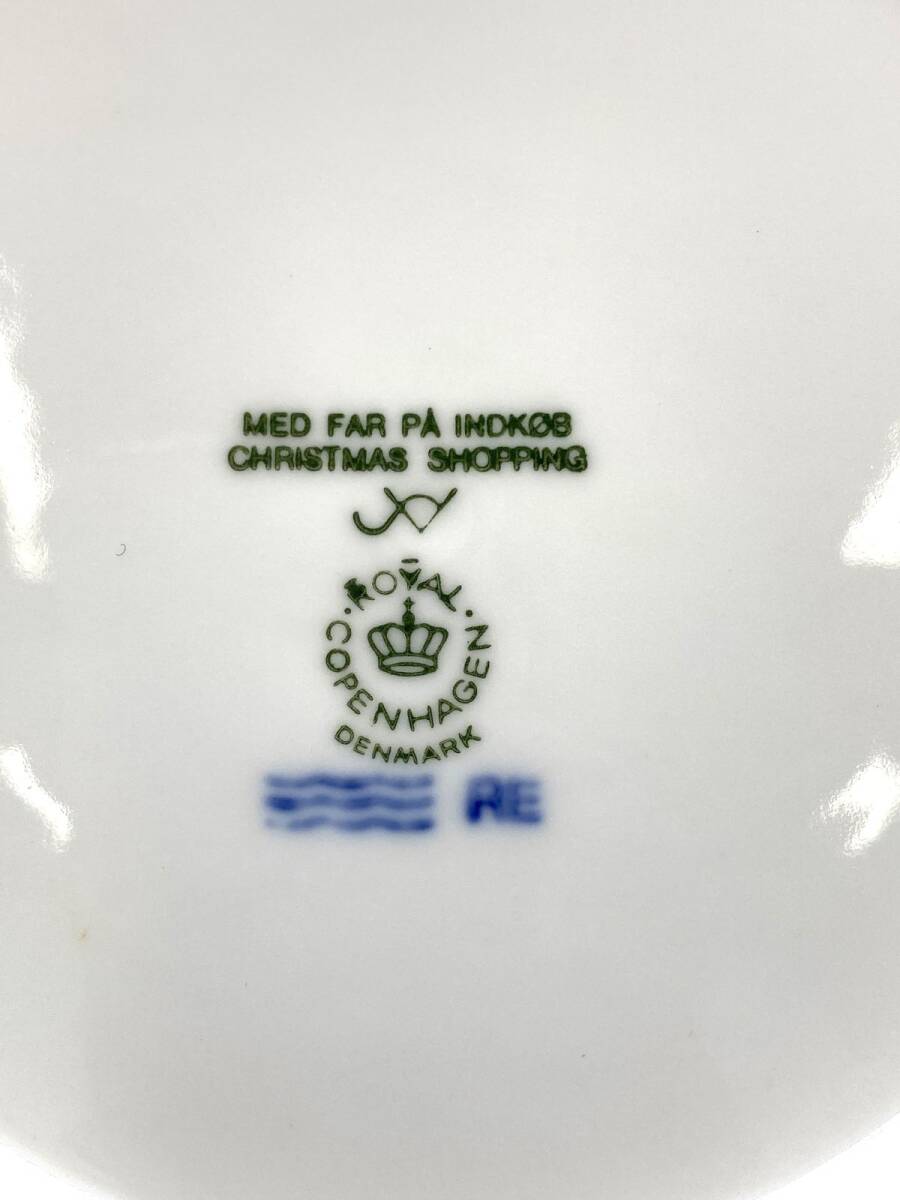 MED FAR PÅ INDKØB
CHRISTMAS SHOPPING
ROYAL
COPENHAGEN
DENMARK
RE